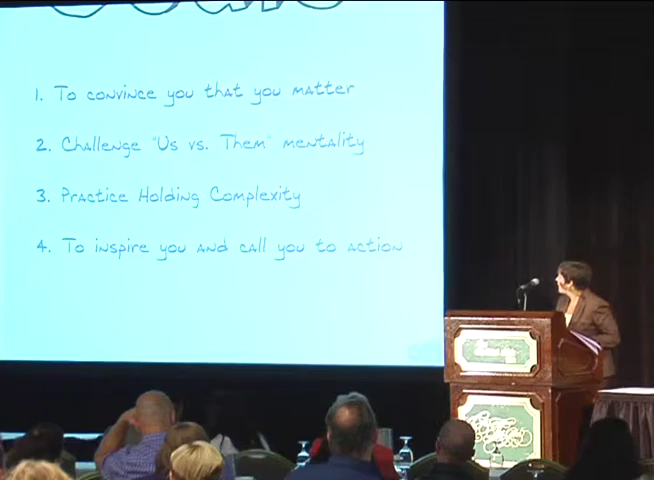 1. To convince you that you matter
2. Challenge "Us vs. Them" mentality
3. Practice Holding Complexity
4. To inspire you and call you to action